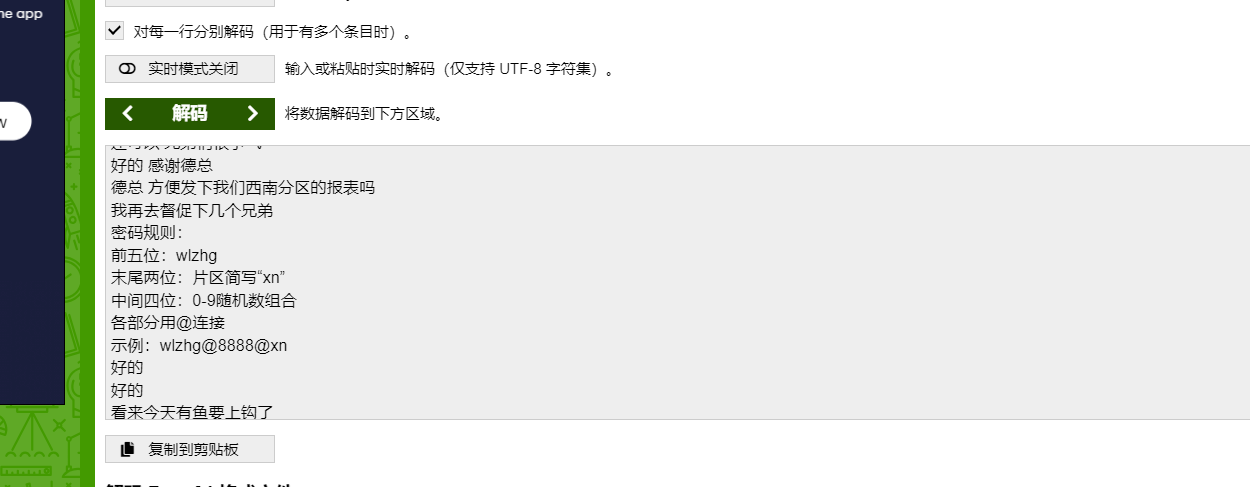 he app
对每一行分别解码（用于有多个条目时）。
实时模式关闭 输入或粘贴时实时解码（仅支持 UTF-8 字符集）。
解码 将数据解码到下方区域。
好的 感谢德总
德总 方便发下我们西南分区的报表吗
我再去督促下几个兄弟
密码规则：
前五位：wlzhg
末尾两位：片区简写“xn”
中间四位：0-9随机数组合
各部分用@连接
示例：wlzhg@8888@xn
好的
好的
看来今天有鱼要上钩了
复制到剪贴板